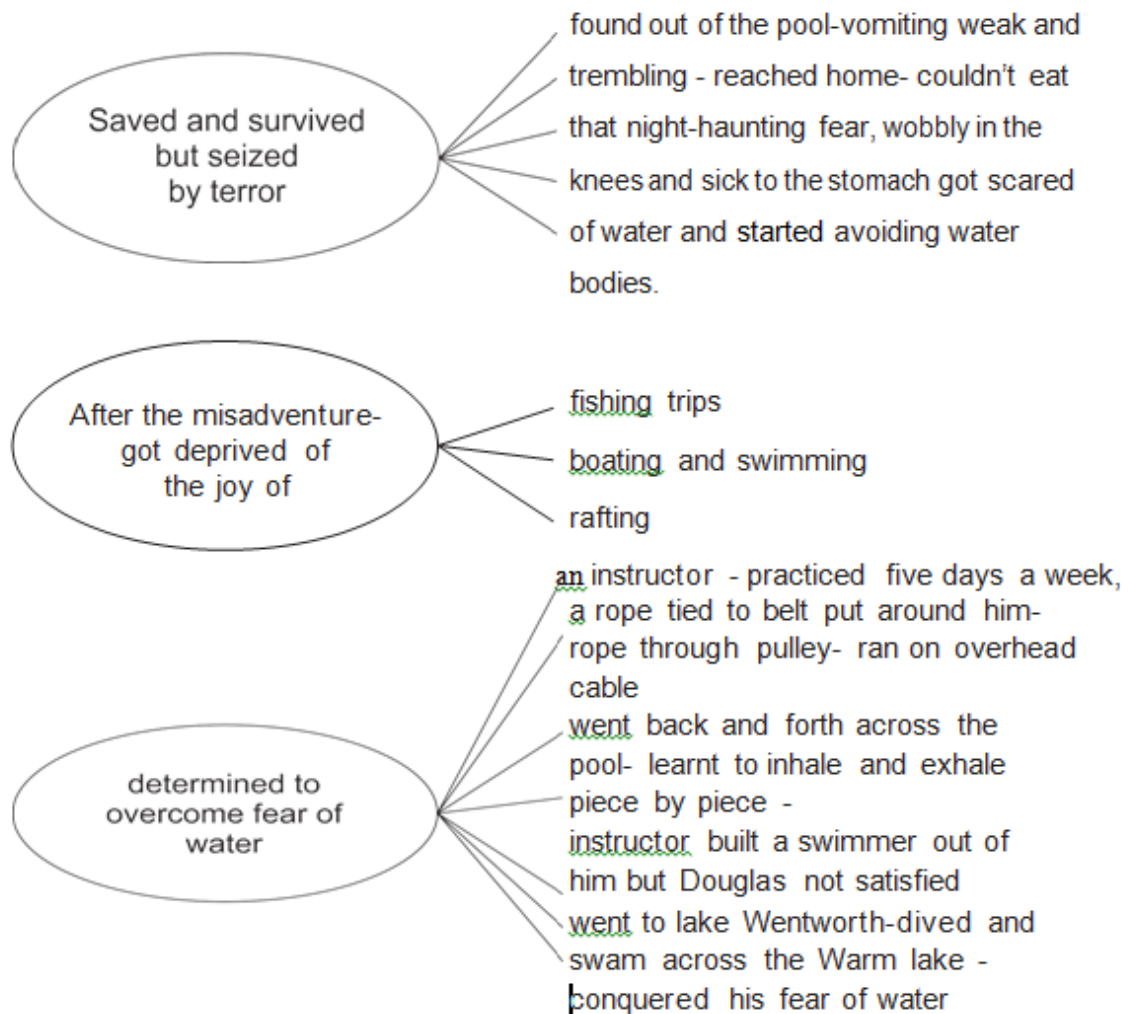 Saved and survived
but seized
by terror
found out of the pool-vomiting weak and
trembling - reached home- couldn't eat
that night-haunting fear, wobbly in the
knees and sick to the stomach got scared
of water and started avoiding water
bodies.
After the misadventure-
got deprived of
the joy of
fishing trips
boating and swimming
rafting
determined to
overcome fear of
water
an instructor - practiced five days a week,
a rope tied to belt put around him-
rope through pulley- ran on overhead
cable
went back and forth across the
pool- learnt to inhale and exhale
piece by piece -
instructor built a swimmer out of
him but Douglas not satisfied
went to lake Wentworth-dived and
swam across the Warm lake -
conquered his fear of water